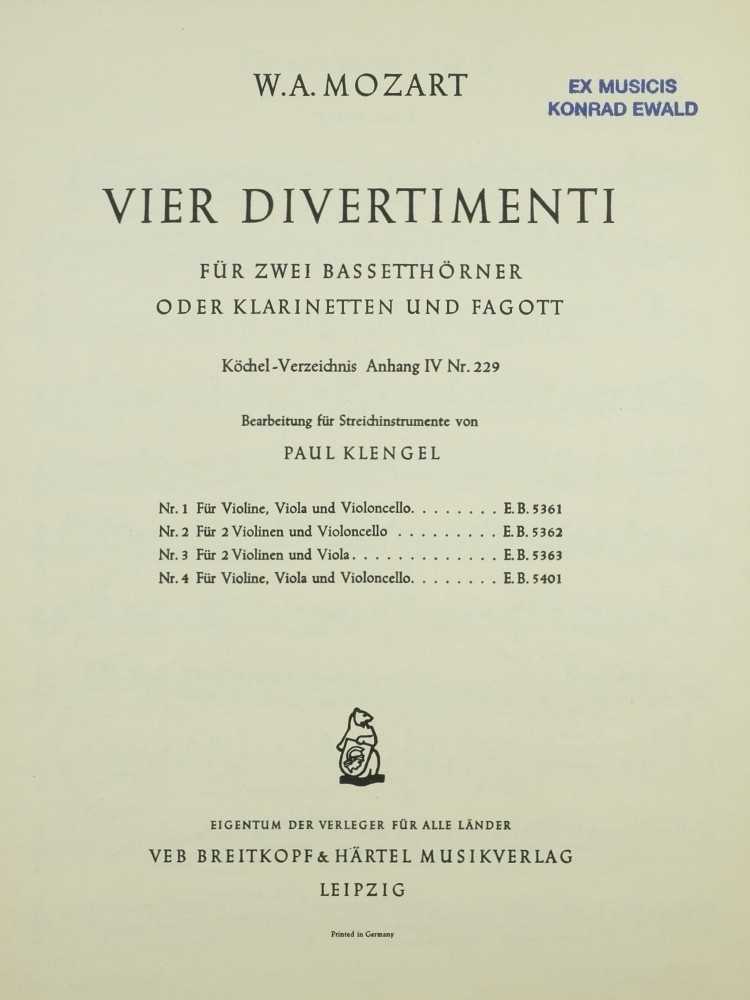 W.A. MOZART
EX MUSICIS
KONRAD EWALD
VIER DIVERTIMENTI
FÜR ZWEI BASSETTHÖRNER
ODER KLARINETTEN UND FAGOTT
Köchel-Verzeichnis Anhang IV Nr. 229
Bearbeitung für Streichinstrumente von
PAUL KLENGEL
Nr. 1 Für Violine, Viola und Violoncello. . . . . . . . E.B. 5361
Nr. 2 Für 2 Violinen und Violoncello . . . . . . . . . E.B. 5362
Nr. 3 Für 2 Violinen und Viola. . . . . . . . . . . . . E.B. 5363
Nr. 4 Für Violine, Viola und Violoncello. . . . . . . . E.B. 5401
EIGENTUM DER VERLEGER FÜR ALLE LÄNDER
VEB BREITKOPF & HÄRTEL MUSIKVERLAG
LEIPZIG
Printed in Germany